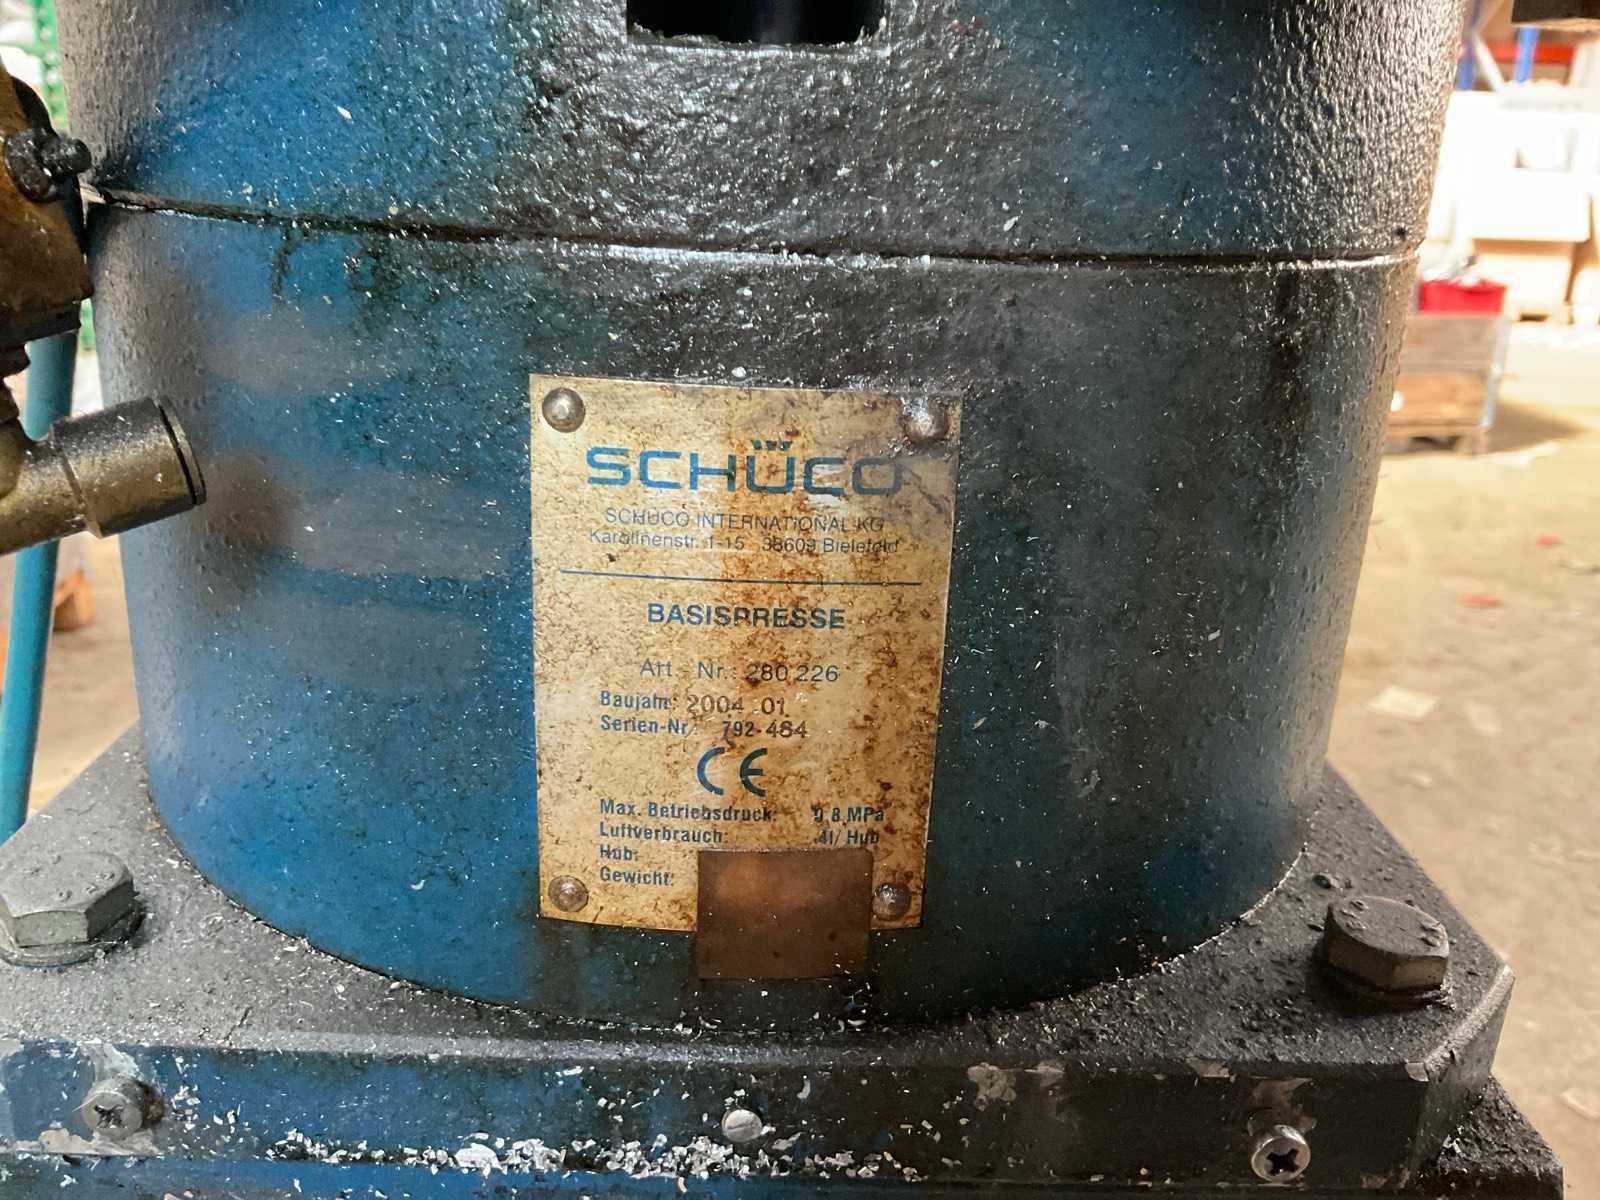 SCHÜCO
SCHÜCO INTERNATIONAL KG
Karolinenstr. 1-15 33609 Bielefeld
BASISPRESSE
Art.-Nr.: 280 226
Baujahr: 2004 .01
Serien-Nr.: 792-484
CE
Max. Betriebsdruck: 0,8 MPa
Luftverbrauch: 4l/ Hub
Hub:
Gewicht: